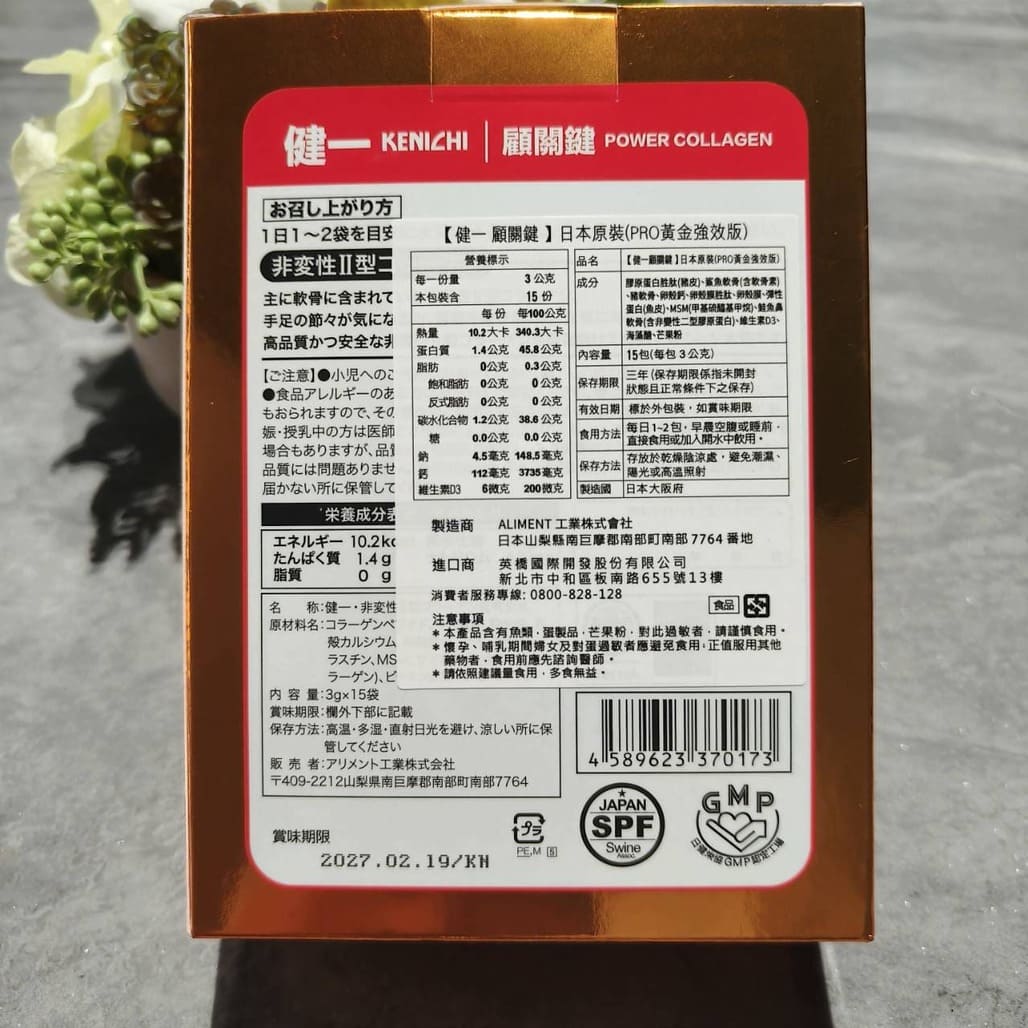 健一 KENICHI 顧關鍵 POWER COLLAGEN
お召し上がり方
1日1～2袋を目安
非変性Ⅱ型コ
主に軟骨に含まれて
手足の節々が気にな
高品質かつ安全な非
【ご注意】●小児へのこ
●食品アレルギーのあ
もおられますので、その
娠・授乳中の方は医師
場合もありますが、品質
品質には問題ありませ
届かない所に保管して
栄養成分表
エネルギー 10.2kc
たんぱく質 1.4g
脂質 0 g
名 称:健一・非変性
原材料名:コラーゲンペ
殻カルシウム
ラスチン、MS
ラーゲン)、ビ
内 容 量:3g×15袋
賞味期限:欄外下部に記載
保存方法:高温・多湿・直射日光を避け、涼しい所に保
管してください
販 売 者:アリメント工業株式会社
〒409-2212山梨県南巨摩郡南部町南部7764
賞味期限
2027.02.19/KN
【健一 顧關鍵】日本原裝(PRO黃金強效版)
營養標示
每一份量 3 公克
本包裝含 15 份
每份 每100公克
熱量 10.2大卡 340.3大卡
蛋白質 1.4公克 45.8公克
脂肪 0公克 0.3公克
飽和脂肪 0公克 0公克
反式脂肪 0公克 0公克
碳水化合物 1.2公克 38.6公克
糖 0.0公克 0.0公克
鈉 4.5毫克 148.5毫克
鈣 112毫克 3735毫克
維生素D3 6微克 200微克
品名 【健一顧關鍵】日本原裝(PRO黃金強效版)
成分 膠原蛋白胜肽(豬皮)、鯊魚軟骨(含軟骨素)
、豬軟骨、卵殼鈣、卵殼膜胜肽、卵殼膜、彈性
蛋白(魚皮)、MSM(甲基硫醯基甲烷)、鮭魚鼻
軟骨(含非變性二型膠原蛋白)、維生素D3、
海藻醣、芒果粉
內容量 15包(每包3公克)
保存期限 三年(保存期限係指未開封
狀態且正常條件下之保存)
有效日期 標於外包裝，如賞味期限
食用方法 每日1~2包，早晨空腹或睡前，
直接食用或加入開水中飲用。
保存方法 存放於乾燥陰涼處，避免潮濕、
陽光或高溫照射
製造國 日本大阪府
製造商 ALIMENT 工業株式會社
日本山梨縣南巨摩郡南部町南部 7764 番地
進口商 英橋國際開發股份有限公司
新北市中和區板南路655號13樓
消費者服務專線: 0800-828-128
食品
注意事項
*本產品含有魚類、蛋製品，芒果粉，對此過敏者，請謹慎食用。
*懷孕、哺乳期間婦女及對蛋過敏者應避免食用；正值服用其他
藥物者，食用前應先諮詢醫師。
*請依照建議量食用，多食無益。
4 589623 370173
プラ
PE,M 5
JAPAN
SPF
Swine
Assoc.
GMP
日健栄協GMP認定工場